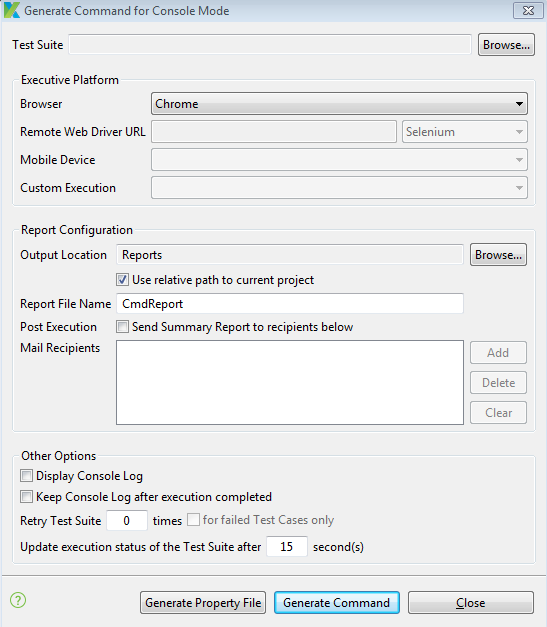 Generate Command for Console Mode
Test Suite Browse...
Executive Platform
Browser Chrome
Remote Web Driver URL Selenium
Mobile Device
Custom Execution
Report Configuration
Output Location Reports Browse...
Use relative path to current project
Report File Name CmdReport
Post Execution Send Summary Report to recipients below
Mail Recipients Add
Delete
Clear
Other Options
Display Console Log
Keep Console Log after execution completed
Retry Test Suite 0 times for failed Test Cases only
Update execution status of the Test Suite after 15 second(s)
? Generate Property File Generate Command Close